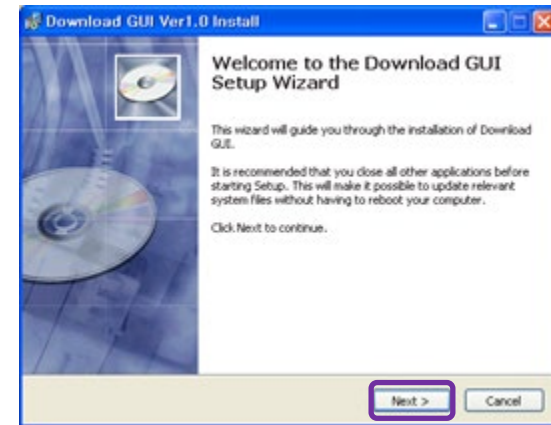 Download GUI Ver1.0 Install
Welcome to the Download GUI
Setup Wizard
This wizard will guide you through the installation of Download
GUI.
It is recommended that you close all other applications before
starting Setup. This will make it possible to update relevant
system files without having to reboot your computer.
Click Next to continue.
Next >
Cancel